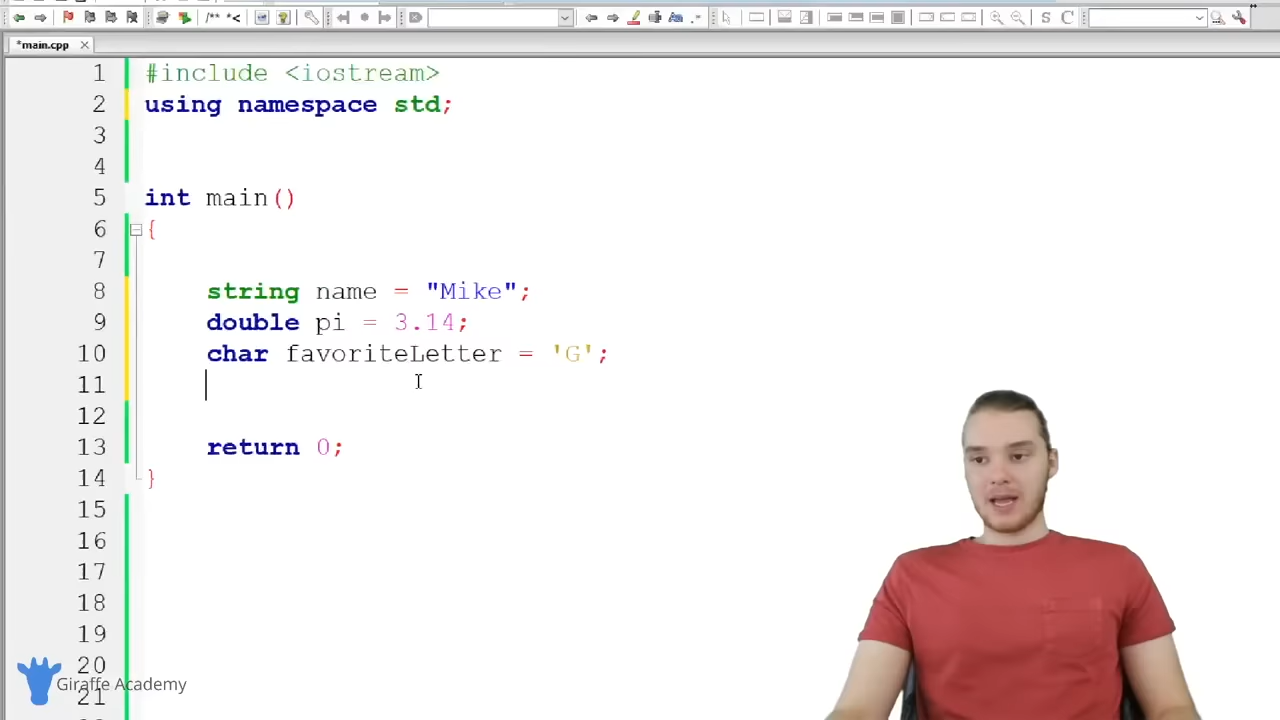 *main.cpp
1 #include <iostream>
2 using namespace std;
3
4
5 int main()
6 {
7
8 string name = "Mike";
9 double pi = 3.14;
10 char favoriteLetter = 'G';
11
12
13 return 0;
14 }
15
16
17
18
19
20
21
Giraffe Academy